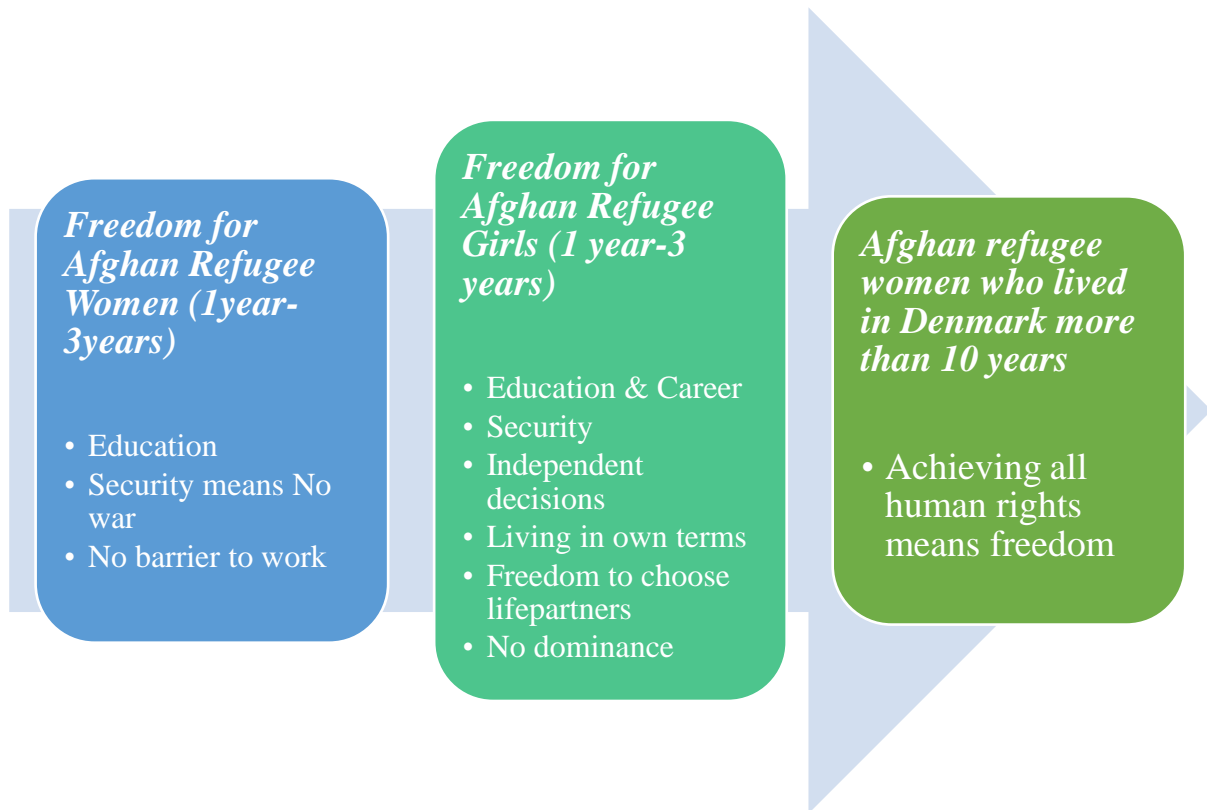 Freedom for
Afghan Refugee
Women (1year-
3years)
• Education
• Security means No
war
• No barrier to work
Freedom for
Afghan Refugee
Girls (1 year-3
years)
• Education & Career
• Security
• Independent
decisions
• Living in own terms
• Freedom to choose
lifepartners
• No dominance
Afghan refugee
women who lived
in Denmark more
than 10 years
• Achieving all
human rights
means freedom